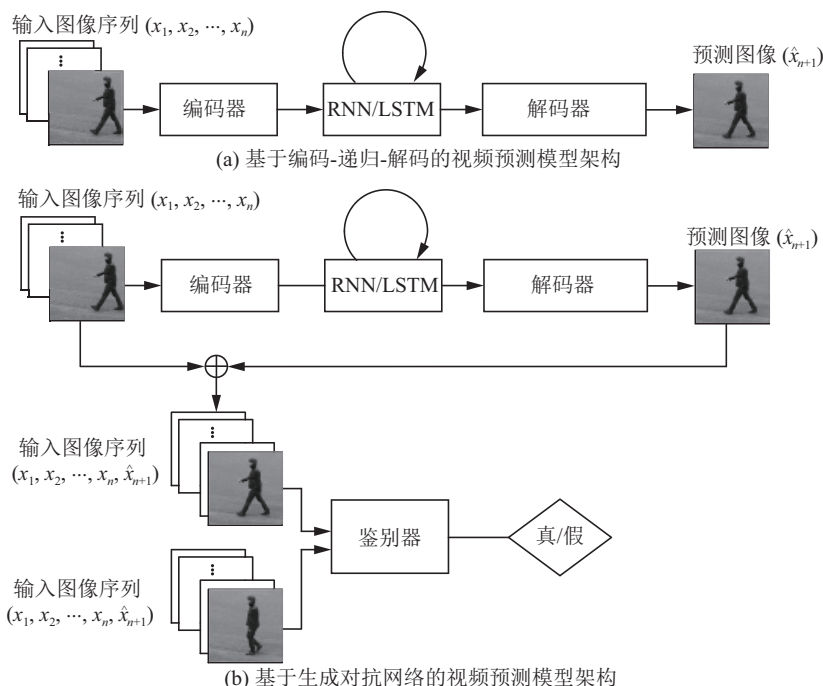 输入图像序列 (x₁, x₂, ⋯, xₙ)
预测图像 (x̂ₙ₊₁)
编码器
RNN/LSTM
解码器
(a) 基于编码-递归-解码的视频预测模型架构
输入图像序列 (x₁, x₂, ⋯, xₙ)
预测图像 (x̂ₙ₊₁)
编码器
RNN/LSTM
解码器
输入图像序列
(x₁, x₂, ⋯, xₙ, x̂ₙ₊₁)
鉴别器
真/假
输入图像序列
(x₁, x₂, ⋯, xₙ, x̂ₙ₊₁)
(b) 基于生成对抗网络的视频预测模型架构